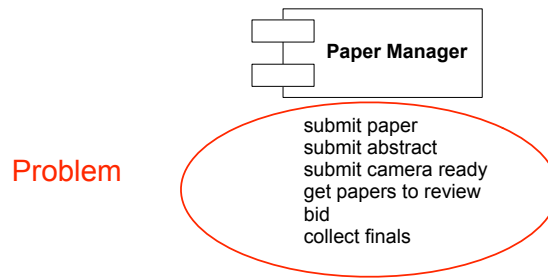 Paper Manager
submit paper
submit abstract
submit camera ready
Problem
get papers to review
bid
collect finals